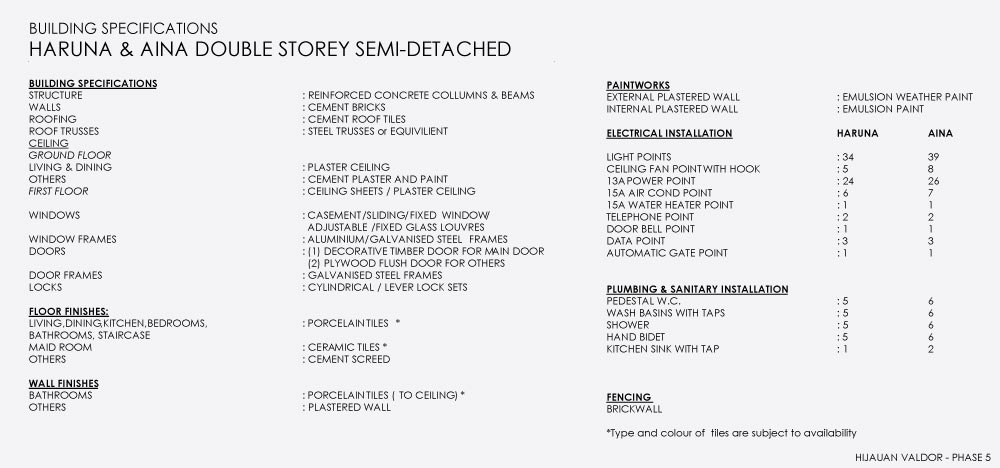 BUILDING SPECIFICATIONS
HARUNA & AINA DOUBLE STOREY SEMI-DETACHED
BUILDING SPECIFICATIONS
STRUCTURE : REINFORCED CONCRETE COLLUMNS & BEAMS
WALLS : CEMENT BRICKS
ROOFING : CEMENT ROOF TILES
ROOF TRUSSES : STEEL TRUSSES or EQUIVILIENT
CEILING
GROUND FLOOR
LIVING & DINING : PLASTER CEILING
OTHERS : CEMENT PLASTER AND PAINT
FIRST FLOOR : CEILING SHEETS / PLASTER CEILING
WINDOWS : CASEMENT/SLIDING/FIXED WINDOW/
ADJUSTABLE /FIXED GLASS LOUVRES
WINDOW FRAMES : ALUMINIUM/GALVANISED STEEL FRAMES
DOORS : (1) DECORATIVE TIMBER DOOR FOR MAIN DOOR
(2) PLYWOOD FLUSH DOOR FOR OTHERS
DOOR FRAMES : GALVANISED STEEL FRAMES
LOCKS : CYLINDRICAL / LEVER LOCK SETS
FLOOR FINISHES:
LIVING,DINING,KITCHEN,BEDROOMS, : PORCELAIN TILES *
BATHROOMS, STAIRCASE
MAID ROOM : CERAMIC TILES *
OTHERS : CEMENT SCREED
WALL FINISHES
BATHROOMS : PORCELAIN TILES ( TO CEILING) *
OTHERS : PLASTERED WALL
PAINTWORKS
EXTERNAL PLASTERED WALL : EMULSION WEATHER PAINT
INTERNAL PLASTERED WALL : EMULSION PAINT
ELECTRICAL INSTALLATION HARUNA AINA
LIGHT POINTS : 34 39
CEILING FAN POINT WITH HOOK : 5 8
13A POWER POINT : 24 26
15A AIR COND POINT : 6 7
15A WATER HEATER POINT : 1 1
TELEPHONE POINT : 2 2
DOOR BELL POINT : 1 1
DATA POINT : 3 3
AUTOMATIC GATE POINT : 1 1
PLUMBING & SANITARY INSTALLATION
PEDESTAL W.C. : 5 6
WASH BASINS WITH TAPS : 5 6
SHOWER : 5 6
HAND BIDET : 5 6
KITCHEN SINK WITH TAP : 1 2
FENCING
BRICKWALL
*Type and colour of tiles are subject to availability
HIJAUAN VALDOR - PHASE 5